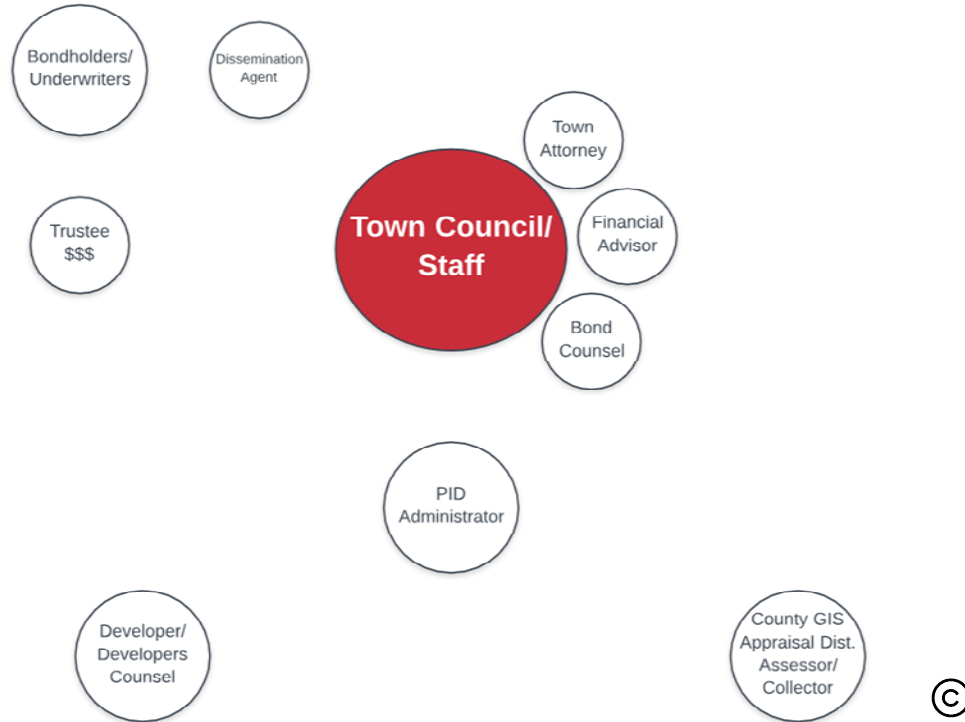 Bondholders/
Underwriters
Dissemination
Agent
Town
Attorney
Town Council/
Staff
Trustee
$$$
Financial
Advisor
Bond
Counsel
PID
Administrator
Developer/
Developers
Counsel
County GIS
Appraisal Dist.
Assessor/
Collector
©